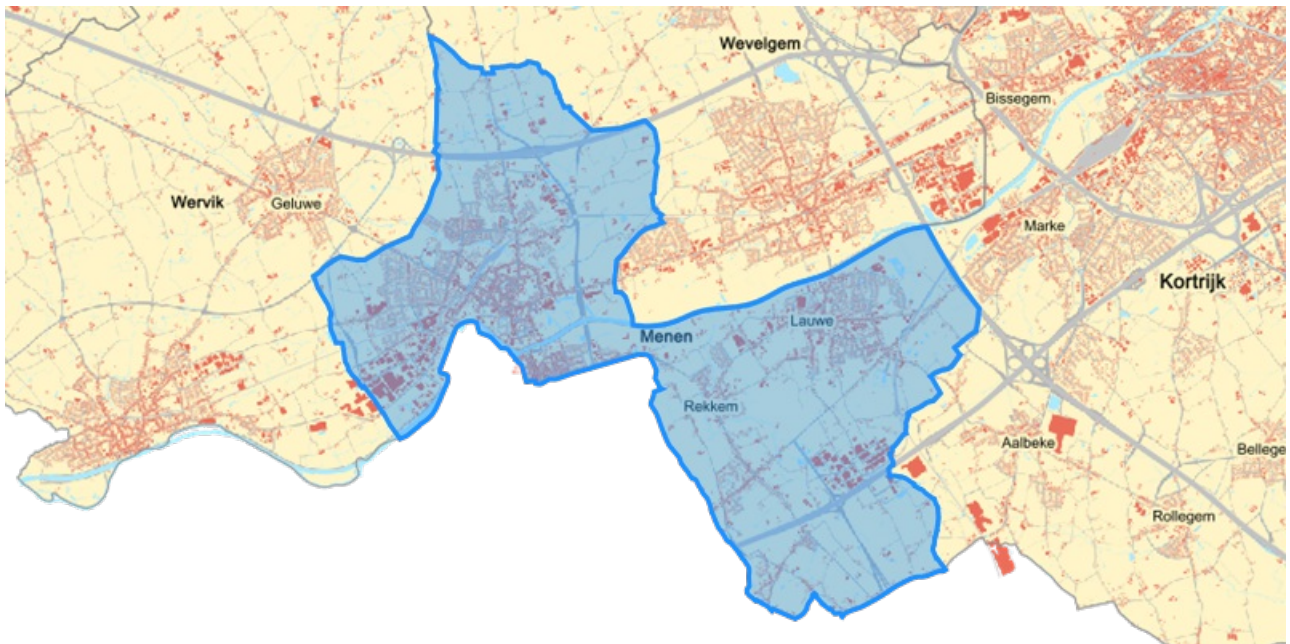 Wevelgem
Bissegem
Wervik
Geluwe
Marke
Kortrijk
Lauwe
Menen
Rekkem
Aalbeke
Bellege
Rollegem